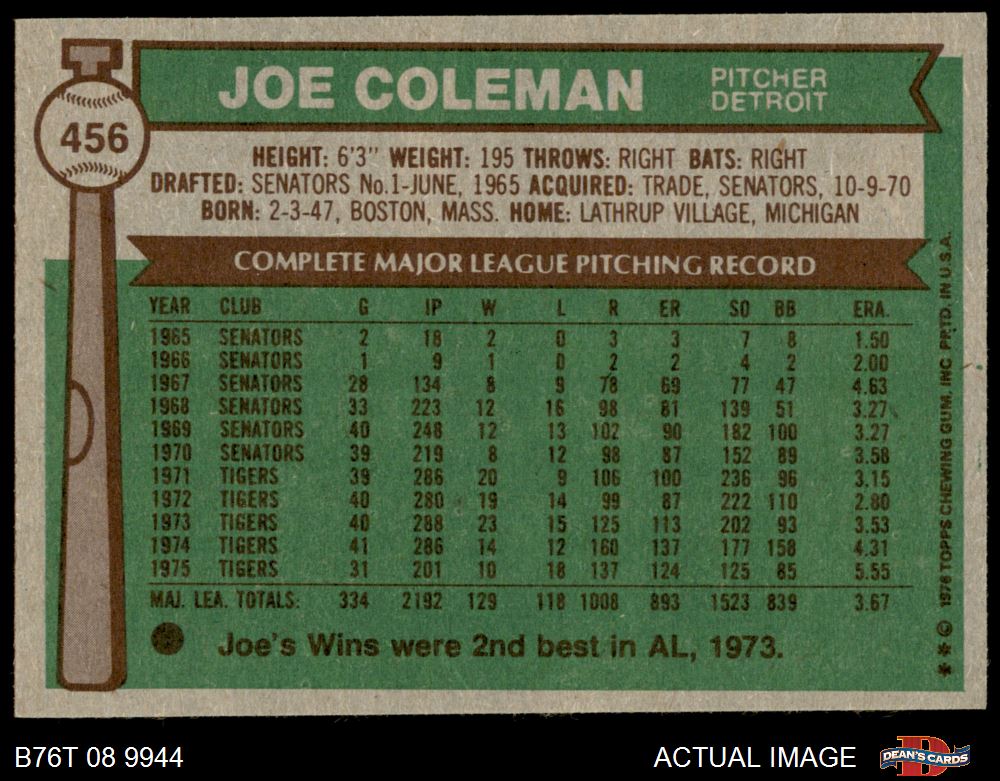 JOE COLEMAN
PITCHER
DETROIT
456
HEIGHT: 6'3" WEIGHT: 195 THROWS: RIGHT BATS: RIGHT
DRAFTED: SENATORS No.1-JUNE, 1965 ACQUIRED: TRADE, SENATORS, 10-9-70
BORN: 2-3-47, BOSTON, MASS. HOME: LATHRUP VILLAGE, MICHIGAN
COMPLETE MAJOR LEAGUE PITCHING RECORD
YEAR CLUB G IP W L R ER SO BB ERA.
1965 SENATORS 2 18 2 0 3 3 7 8 1.50
1966 SENATORS 1 9 1 0 2 2 4 2 2.00
1967 SENATORS 28 134 8 9 78 69 77 47 4.63
1968 SENATORS 33 223 12 16 98 81 139 51 3.27
1969 SENATORS 40 248 12 13 102 90 182 100 3.27
1970 SENATORS 39 219 8 12 98 87 152 89 3.58
1971 TIGERS 39 286 20 9 106 100 236 96 3.15
1972 TIGERS 40 280 19 14 99 87 222 110 2.80
1973 TIGERS 40 288 23 15 125 113 202 93 3.53
1974 TIGERS 41 286 14 12 160 137 177 158 4.31
1975 TIGERS 31 201 10 18 137 124 125 85 5.55
MAJ. LEA. TOTALS: 334 2192 129 118 1008 893 1523 839 3.67
Joe's Wins were 2nd best in AL, 1973.
** © 1976 TOPPS CHEWING GUM, INC. PRTD. IN U.S.A.
B76T 08 9944
ACTUAL IMAGE
DEAN'S CARDS